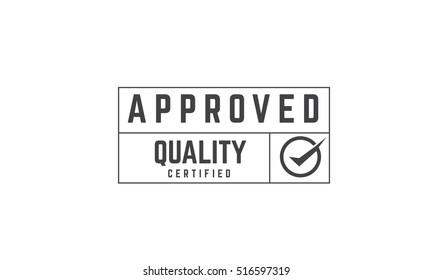 APPROVED
QUALITY
CERTIFIED
shutterstock.com · 516597319